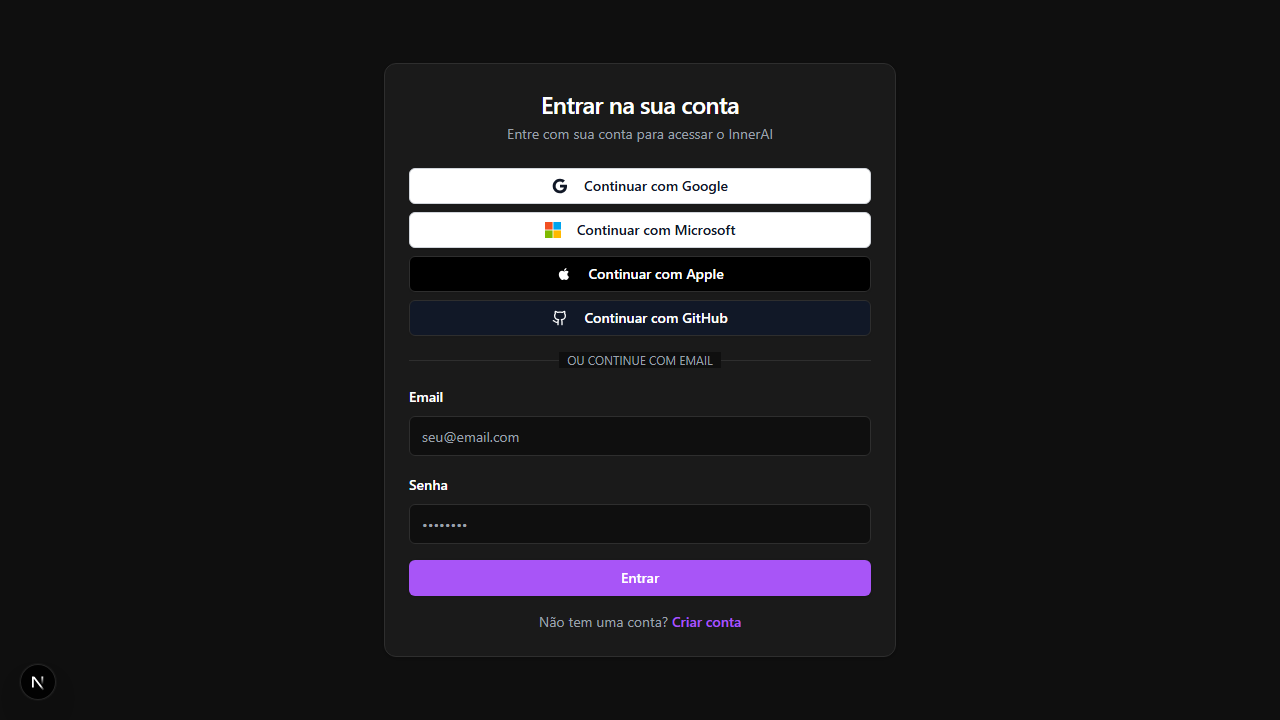 Entrar na sua conta
Entre com sua conta para acessar o InnerAI
Continuar com Google
Continuar com Microsoft
Continuar com Apple
Continuar com GitHub
OU CONTINUE COM EMAIL
Email
seu@email.com
Senha
••••••••
Entrar
Não tem uma conta? Criar conta
N